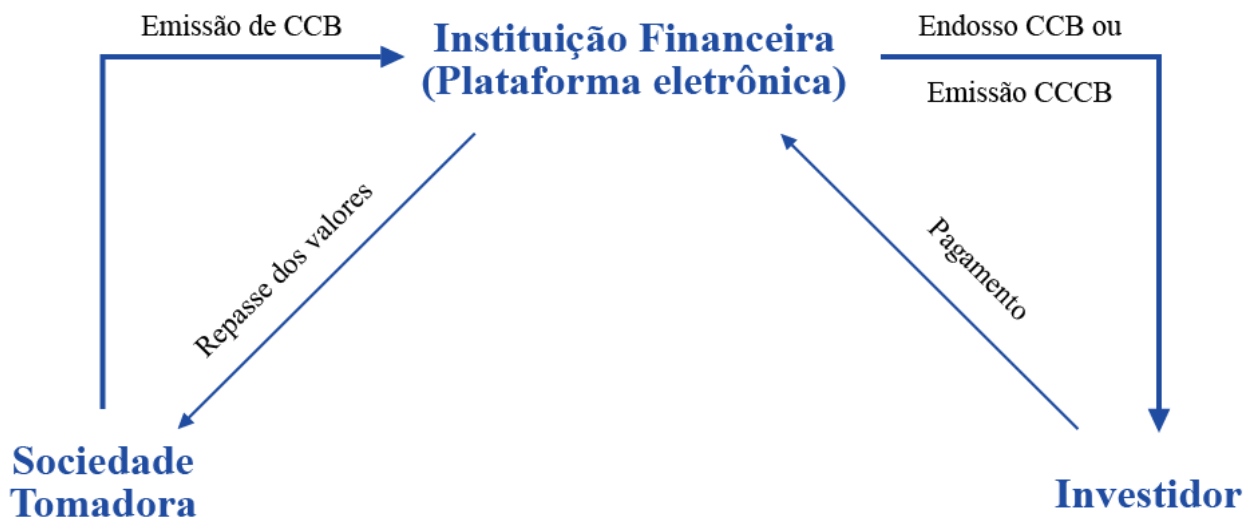 Emissão de CCB
Instituição Financeira
(Plataforma eletrônica)
Endosso CCB ou
Emissão CCCB
Repasse dos valores
Pagamento
Sociedade
Tomadora
Investidor